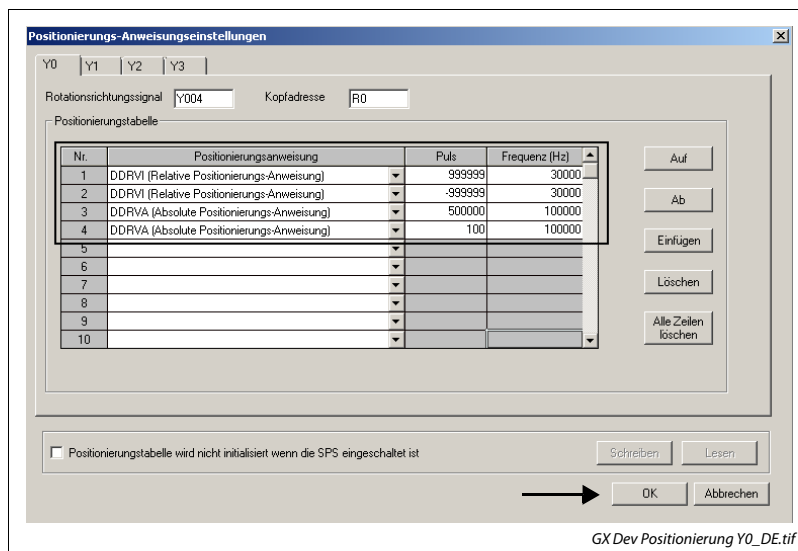 Positionierungs-Anweisungseinstellungen
Y0 Y1 Y2 Y3
Rotationsrichtungssignal Y004 Kopfadresse R0
Positionierungstabelle
Nr. Positionierungsanweisung Puls Frequenz (Hz)
1 DDRVI (Relative Positionierungs-Anweisung) 999999 30000
2 DDRVI (Relative Positionierungs-Anweisung) -999999 30000
3 DDRVA (Absolute Positionierungs-Anweisung) 500000 100000
4 DDRVA (Absolute Positionierungs-Anweisung) 100 100000
5
6
7
8
9
10
Auf
Ab
Einfügen
Löschen
Alle Zeilen
löschen
Positionierungstabelle wird nicht initialisiert wenn die SPS eingeschaltet ist
Schreiben Lesen
OK Abbrechen
GX Dev Positionierung Y0_DE.tif